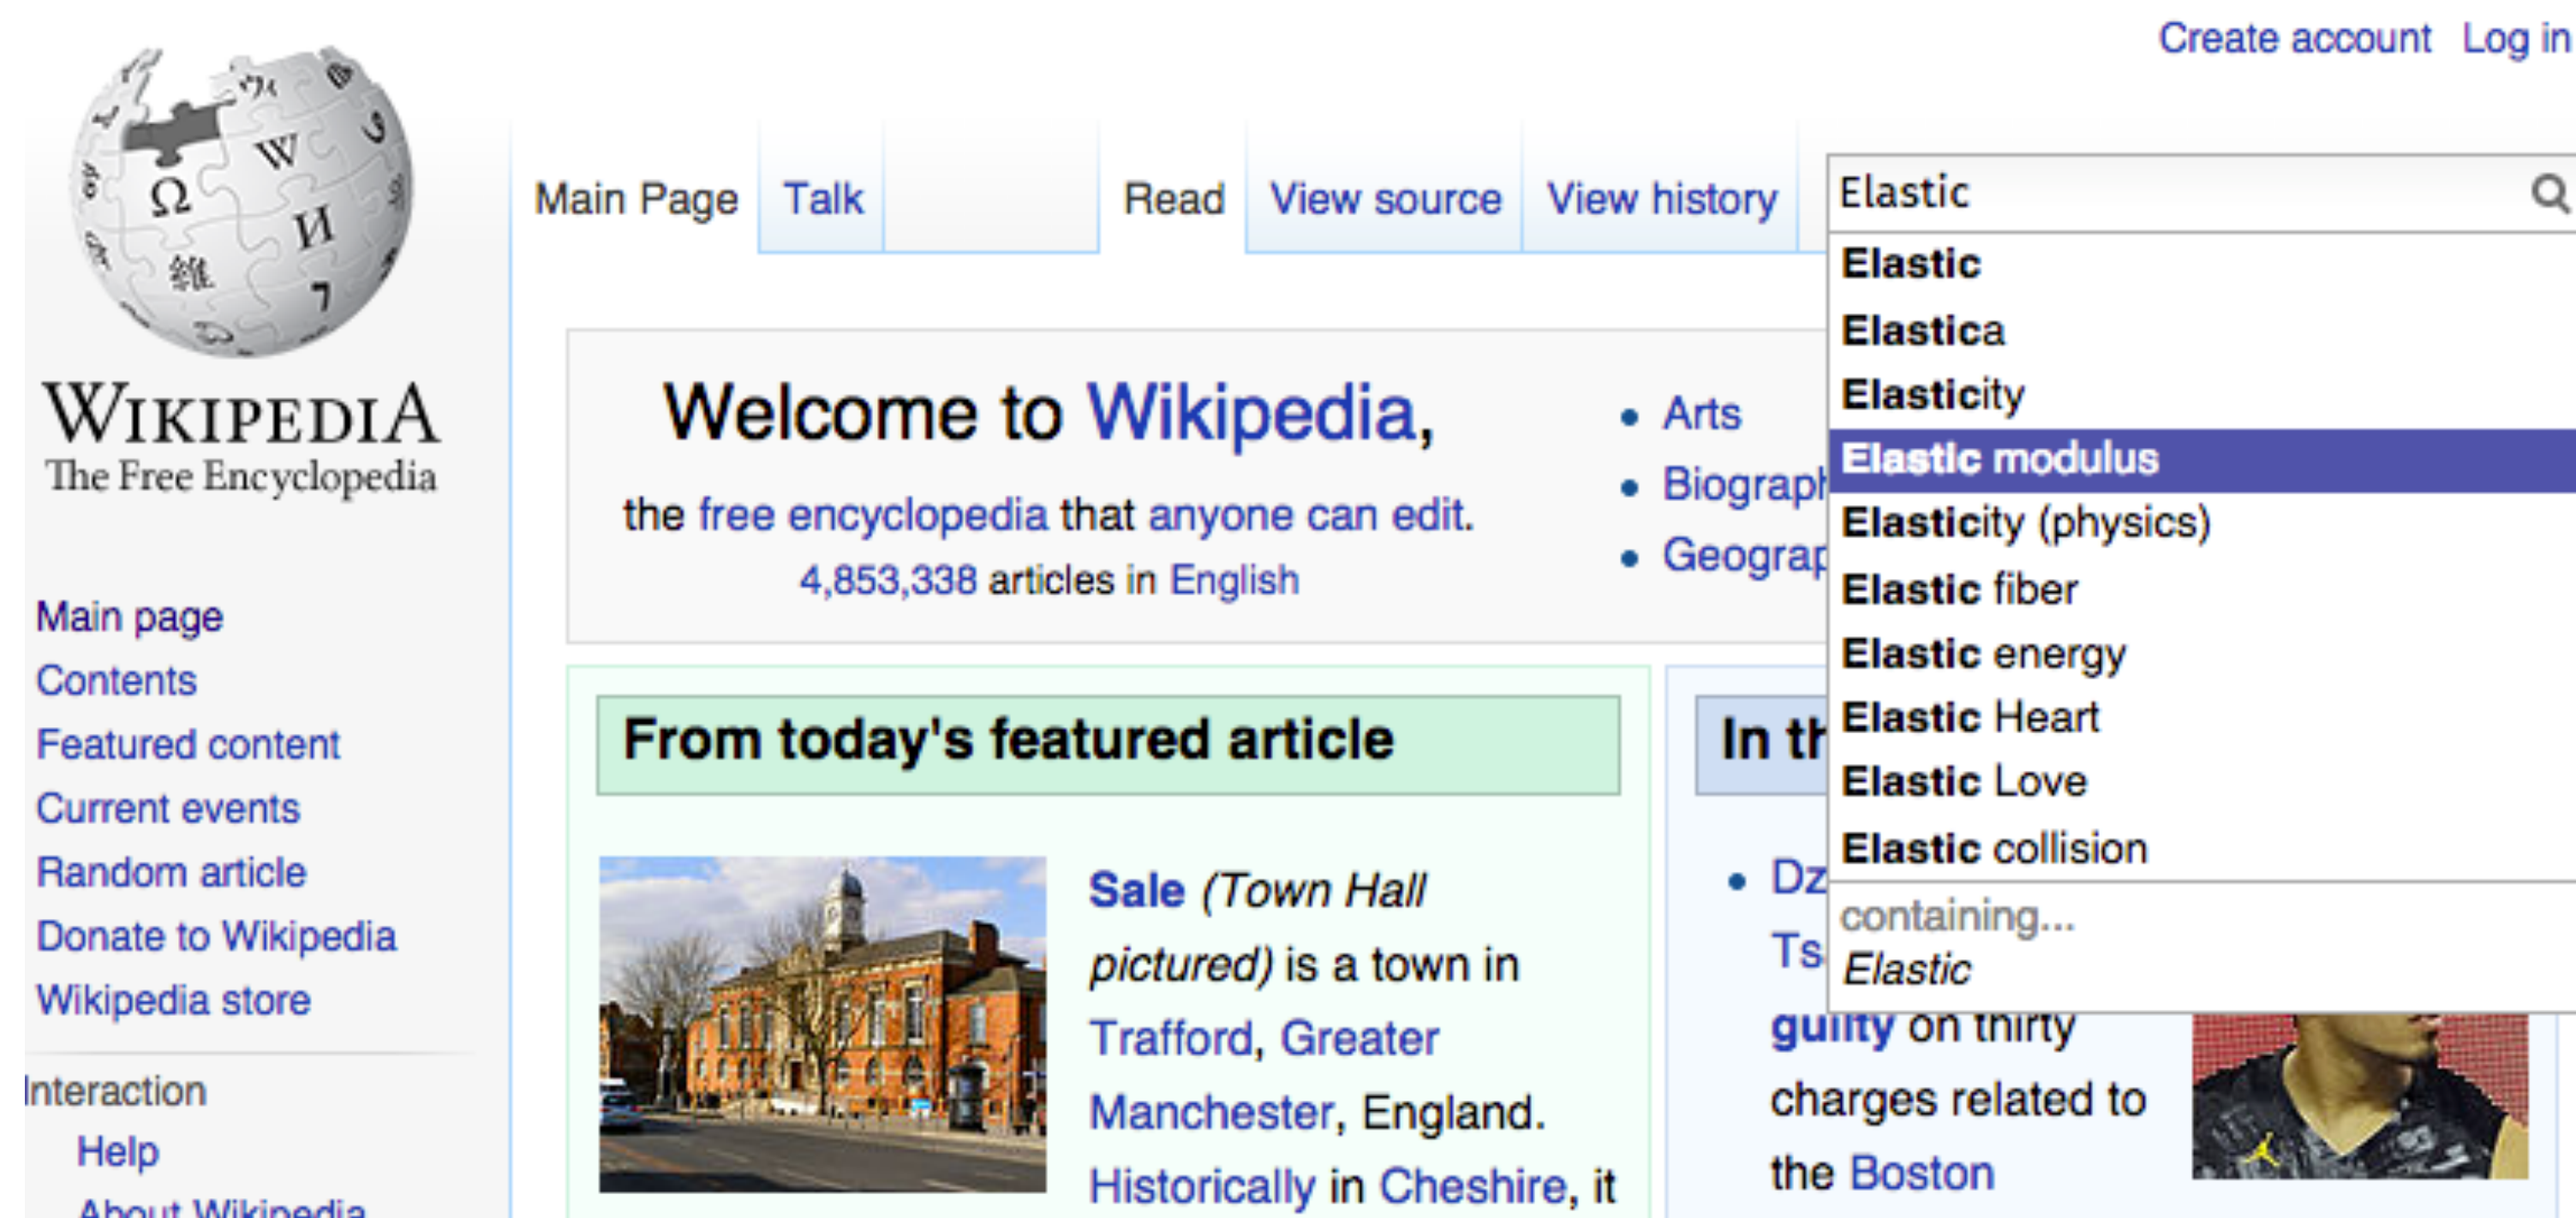 Create account Log in
Main Page Talk Read View source View history
Elastic
Elastic
Elastica
Elasticity
Elastic modulus
Elasticity (physics)
Elastic fiber
Elastic energy
Elastic Heart
Elastic Love
Elastic collision
containing...
Elastic
WIKIPEDIA
The Free Encyclopedia
Main page
Contents
Featured content
Current events
Random article
Donate to Wikipedia
Wikipedia store
Interaction
Help
About Wikipedia
Welcome to Wikipedia,
the free encyclopedia that anyone can edit.
4,853,338 articles in English
Arts
From today's featured article
Sale (Town Hall
pictured) is a town in
Trafford, Greater
Manchester, England.
Historically in Cheshire, it
In
guilty on thirty
charges related to
the Boston